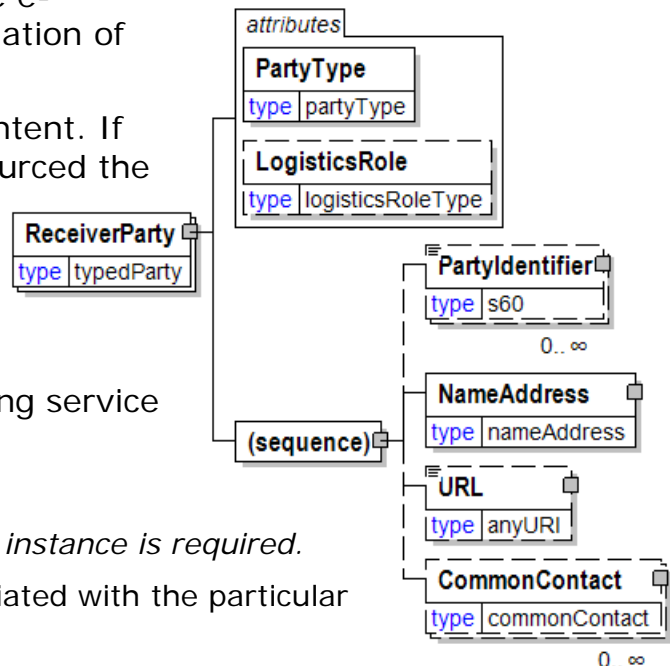 e e-
ation of
ntent. If
urced the
ng service
instance is required.
iated with the particular
attributes
PartyType
type partyType
LogisticsRole
type logisticsRoleType
ReceiverParty
type typedParty
(sequence)
PartyIdentifier
type s60
0.. ∞
NameAddress
type nameAddress
URL
type anyURI
CommonContact
type commonContact
0.. ∞